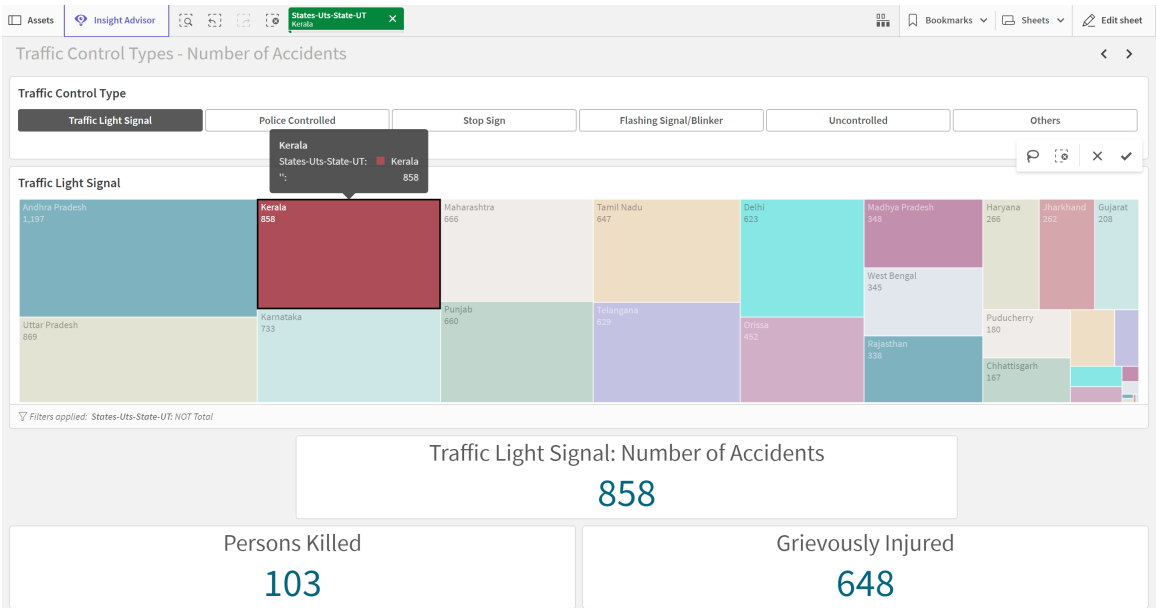 Assets
Insight Advisor
States-Uts-State-UT
Kerala
Bookmarks
Sheets
Edit sheet
Traffic Control Types - Number of Accidents
Traffic Control Type
Traffic Light Signal
Police Controlled
Stop Sign
Flashing Signal/Blinker
Uncontrolled
Others
Kerala
States-Uts-State-UT: Kerala
'': 858
Traffic Light Signal
Andhra Pradesh
1,197
Uttar Pradesh
869
Kerala
858
Karnataka
733
Maharashtra
666
Punjab
660
Tamil Nadu
647
Telangana
629
Delhi
623
Orissa
452
Madhya Pradesh
348
West Bengal
345
Rajasthan
338
Haryana
266
Jharkhand
262
Gujarat
208
Puducherry
180
Chhattisgarh
167
Filters applied: States-Uts-State-UT: NOT Total
Traffic Light Signal: Number of Accidents
858
Persons Killed
103
Grievously Injured
648